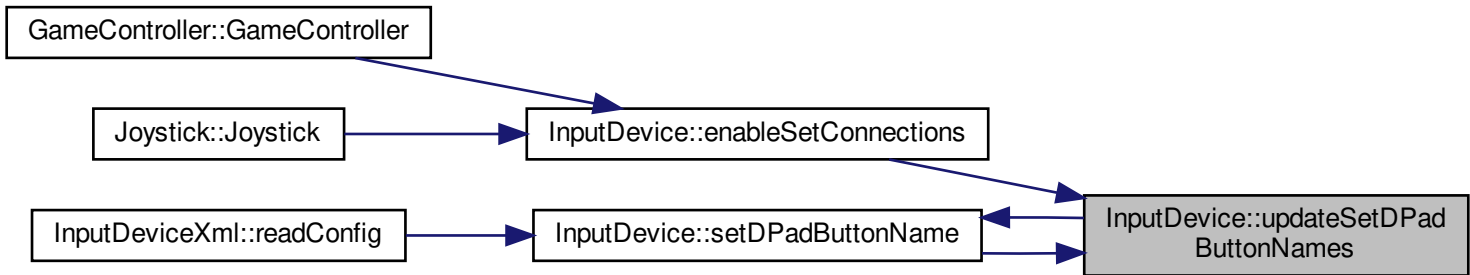 GameController::GameController
Joystick::Joystick
InputDevice::enableSetConnections
InputDeviceXml::readConfig
InputDevice::setDPadButtonName
InputDevice::updateSetDPad
ButtonNames